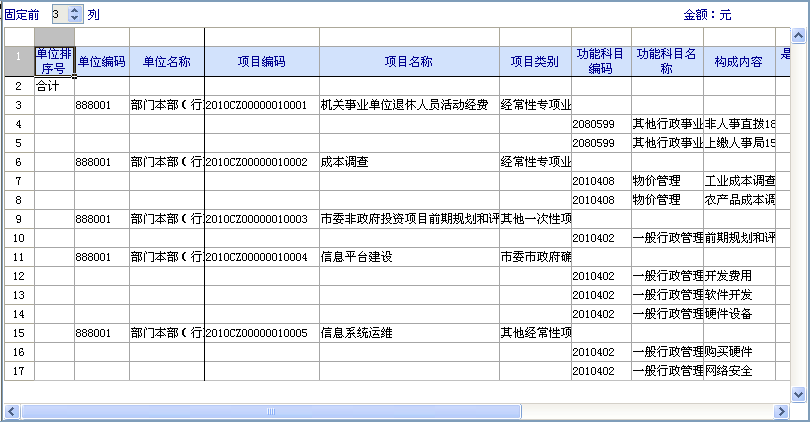 固定前 3 列 金额：元
1 单位排序号 单位编码 单位名称 项目编码 项目名称 项目类别 功能科目编码 功能科目名称 构成内容 是
2 合计
3 888001 部门本部（行 2010CZ00000010001 机关事业单位退休人员活动经费 经常性专项业
4 2080599 其他行政事业 非人事直拨18
5 2080599 其他行政事业 上缴人事局15
6 888001 部门本部（行 2010CZ00000010002 成本调查 经常性专项业
7 2010408 物价管理 工业成本调查
8 2010408 物价管理 农产品成本调
9 888001 部门本部（行 2010CZ00000010003 市委非政府投资项目前期规划和评 其他一次性项
10 2010402 一般行政管理 前期规划和评
11 888001 部门本部（行 2010CZ00000010004 信息平台建设 市委市政府确
12 2010402 一般行政管理 开发费用
13 2010402 一般行政管理 软件开发
14 2010402 一般行政管理 硬件设备
15 888001 部门本部（行 2010CZ00000010005 信息系统运维 其他经常性项
16 2010402 一般行政管理 购买硬件
17 2010402 一般行政管理 网络安全